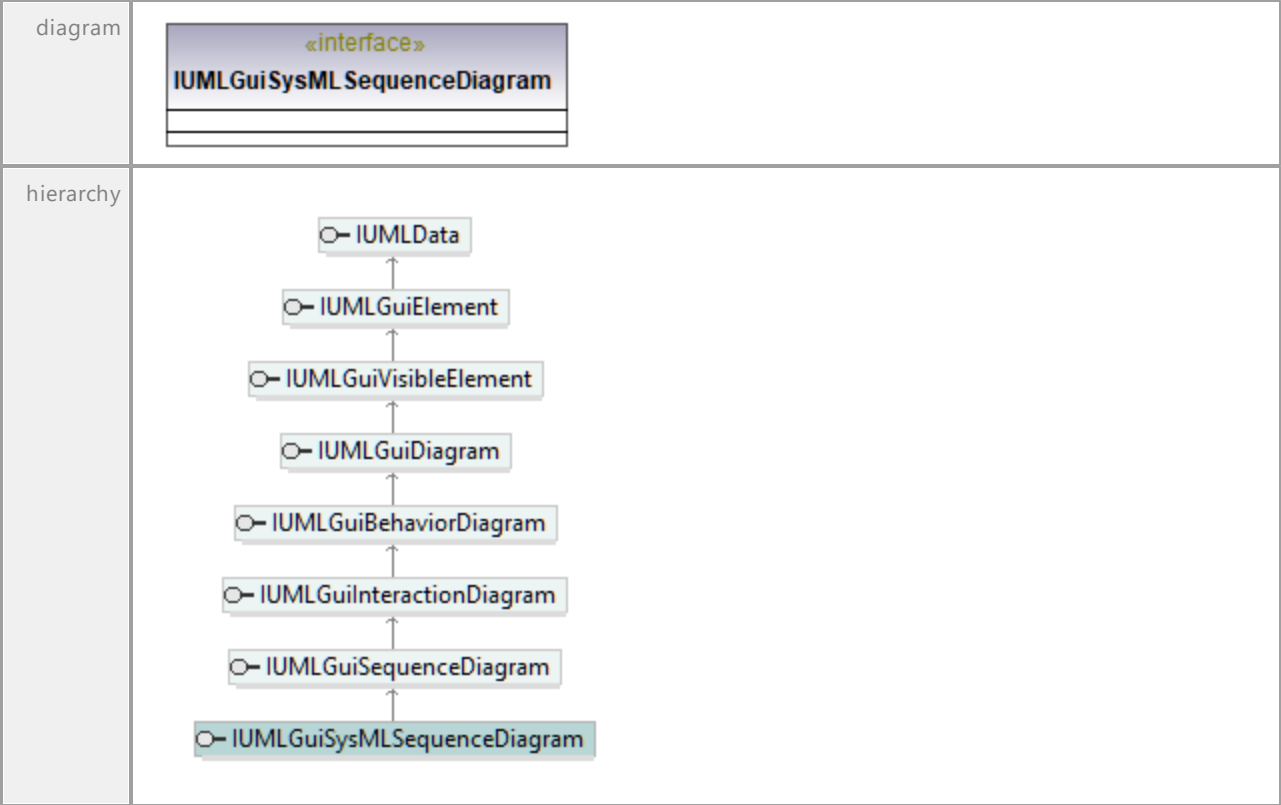 diagram
«interface»
IUMLGuiSysMLSequenceDiagram
hierarchy
IUMLData
IUMLGuiElement
IUMLGuiVisibleElement
IUMLGuiDiagram
IUMLGuiBehaviorDiagram
IUMLGuiInteractionDiagram
IUMLGuiSequenceDiagram
IUMLGuiSysMLSequenceDiagram